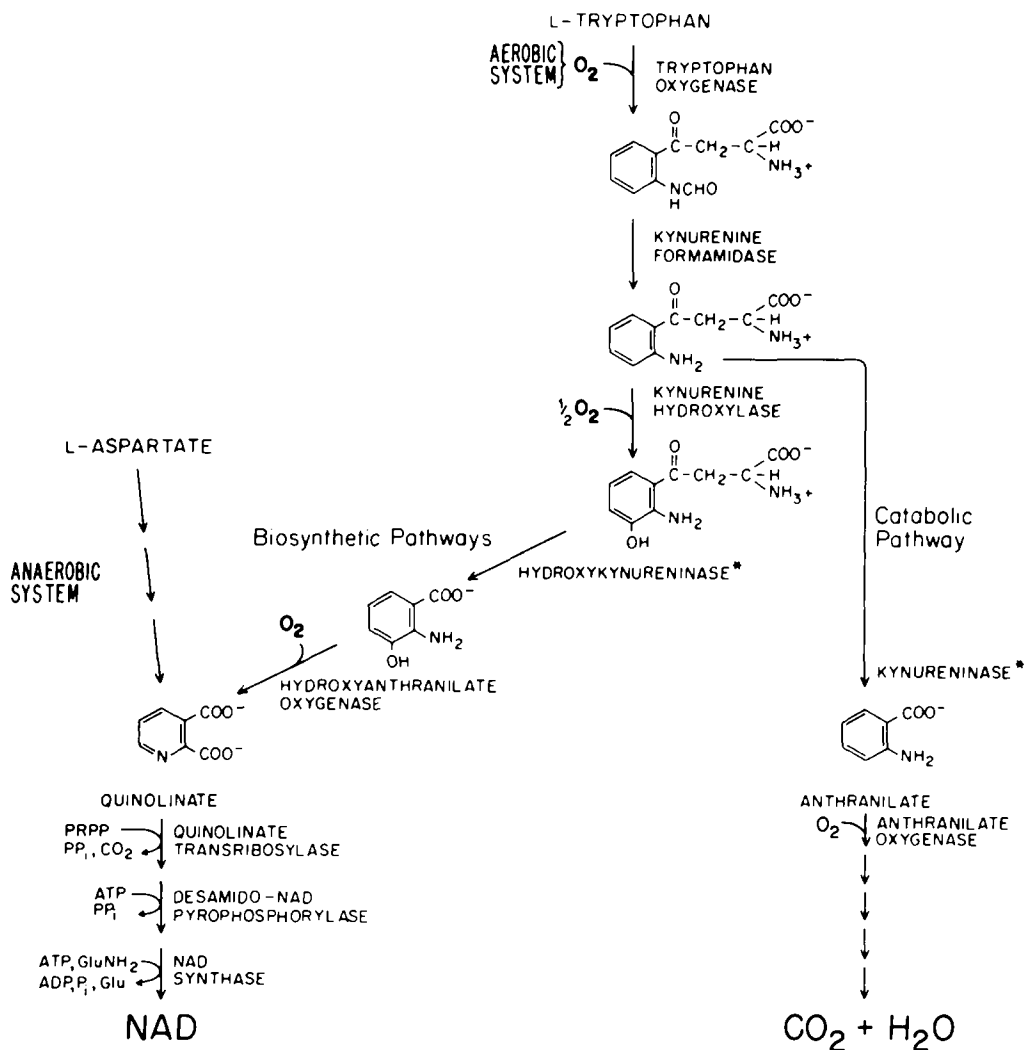 L-TRYPTOPHAN
AEROBIC
SYSTEM} O2
TRYPTOPHAN
OXYGENASE
O
C-CH2-C-H
COO-
NH3+
NCHO
H
KYNURENINE
FORMAMIDASE
O
C-CH2-C-H
COO-
NH3+
NH2
½O2
KYNURENINE
HYDROXYLASE
O
C-CH2-C-H
COO-
NH3+
NH2
OH
L-ASPARTATE
ANAEROBIC
SYSTEM
Biosynthetic Pathways
Catabolic
Pathway
HYDROXYKYNURENINASE*
COO-
NH2
OH
O2
HYDROXYANTHRANILATE
OXYGENASE
KYNURENINASE*
COO-
COO-
N
COO-
NH2
QUINOLINATE
PRPP
PPi, CO2
QUINOLINATE
TRANSRIBOSYLASE
ATP
PPi
DESAMIDO-NAD
PYROPHOSPHORYLASE
ATP, GluNH2
ADP, Pi, Glu
NAD
SYNTHASE
NAD
ANTHRANILATE
O2
ANTHRANILATE
OXYGENASE
CO2 + H2O